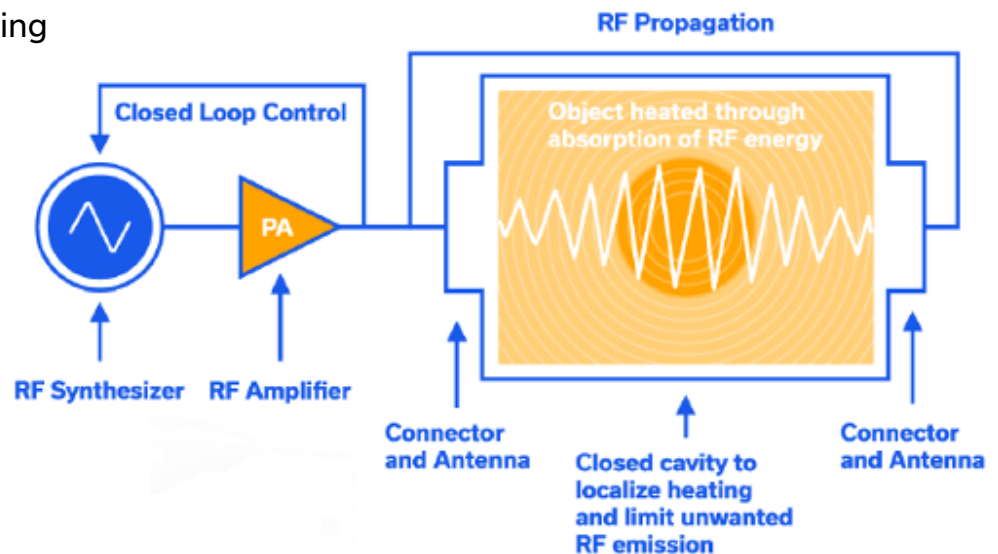 ing
RF Propagation
Closed Loop Control
Object heated through
absorption of RF energy
PA
RF Synthesizer
RF Amplifier
Connector
and Antenna
Closed cavity to
localize heating
and limit unwanted
RF emission
Connector
and Antenna